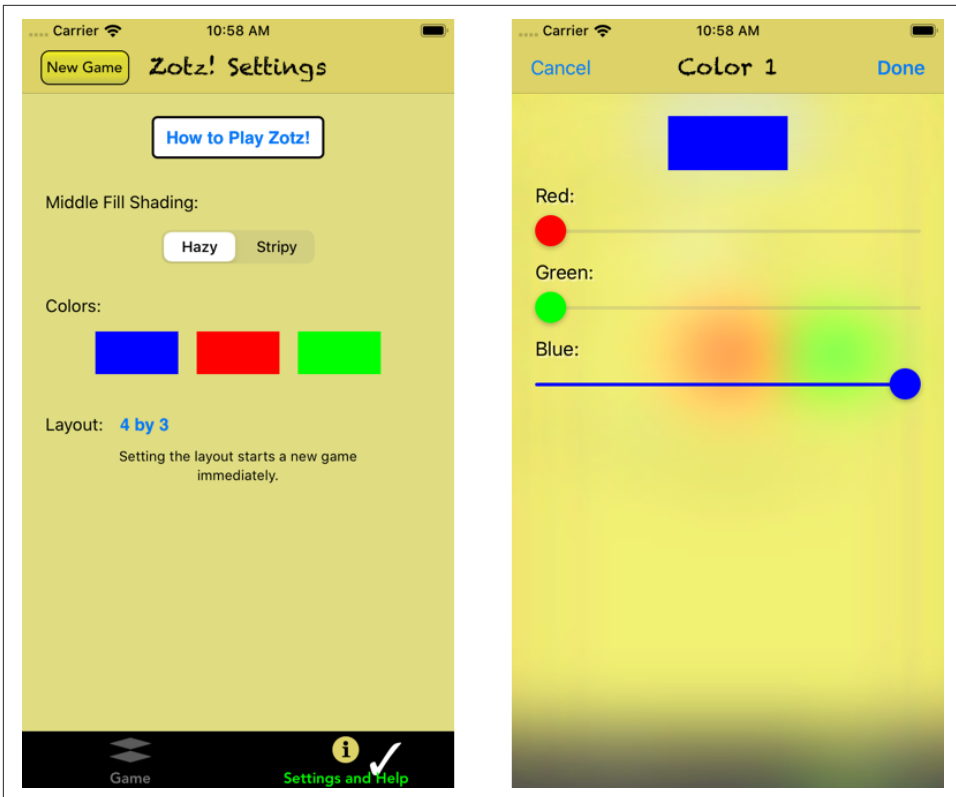 Carrier 10:58 AM
New Game Zotz! Settings
How to Play Zotz!
Middle Fill Shading:
Hazy Stripy
Colors:
Layout: 4 by 3
Setting the layout starts a new game
immediately.
Game Settings and Help
Carrier 10:58 AM
Cancel Color 1 Done
Red:
Green:
Blue: